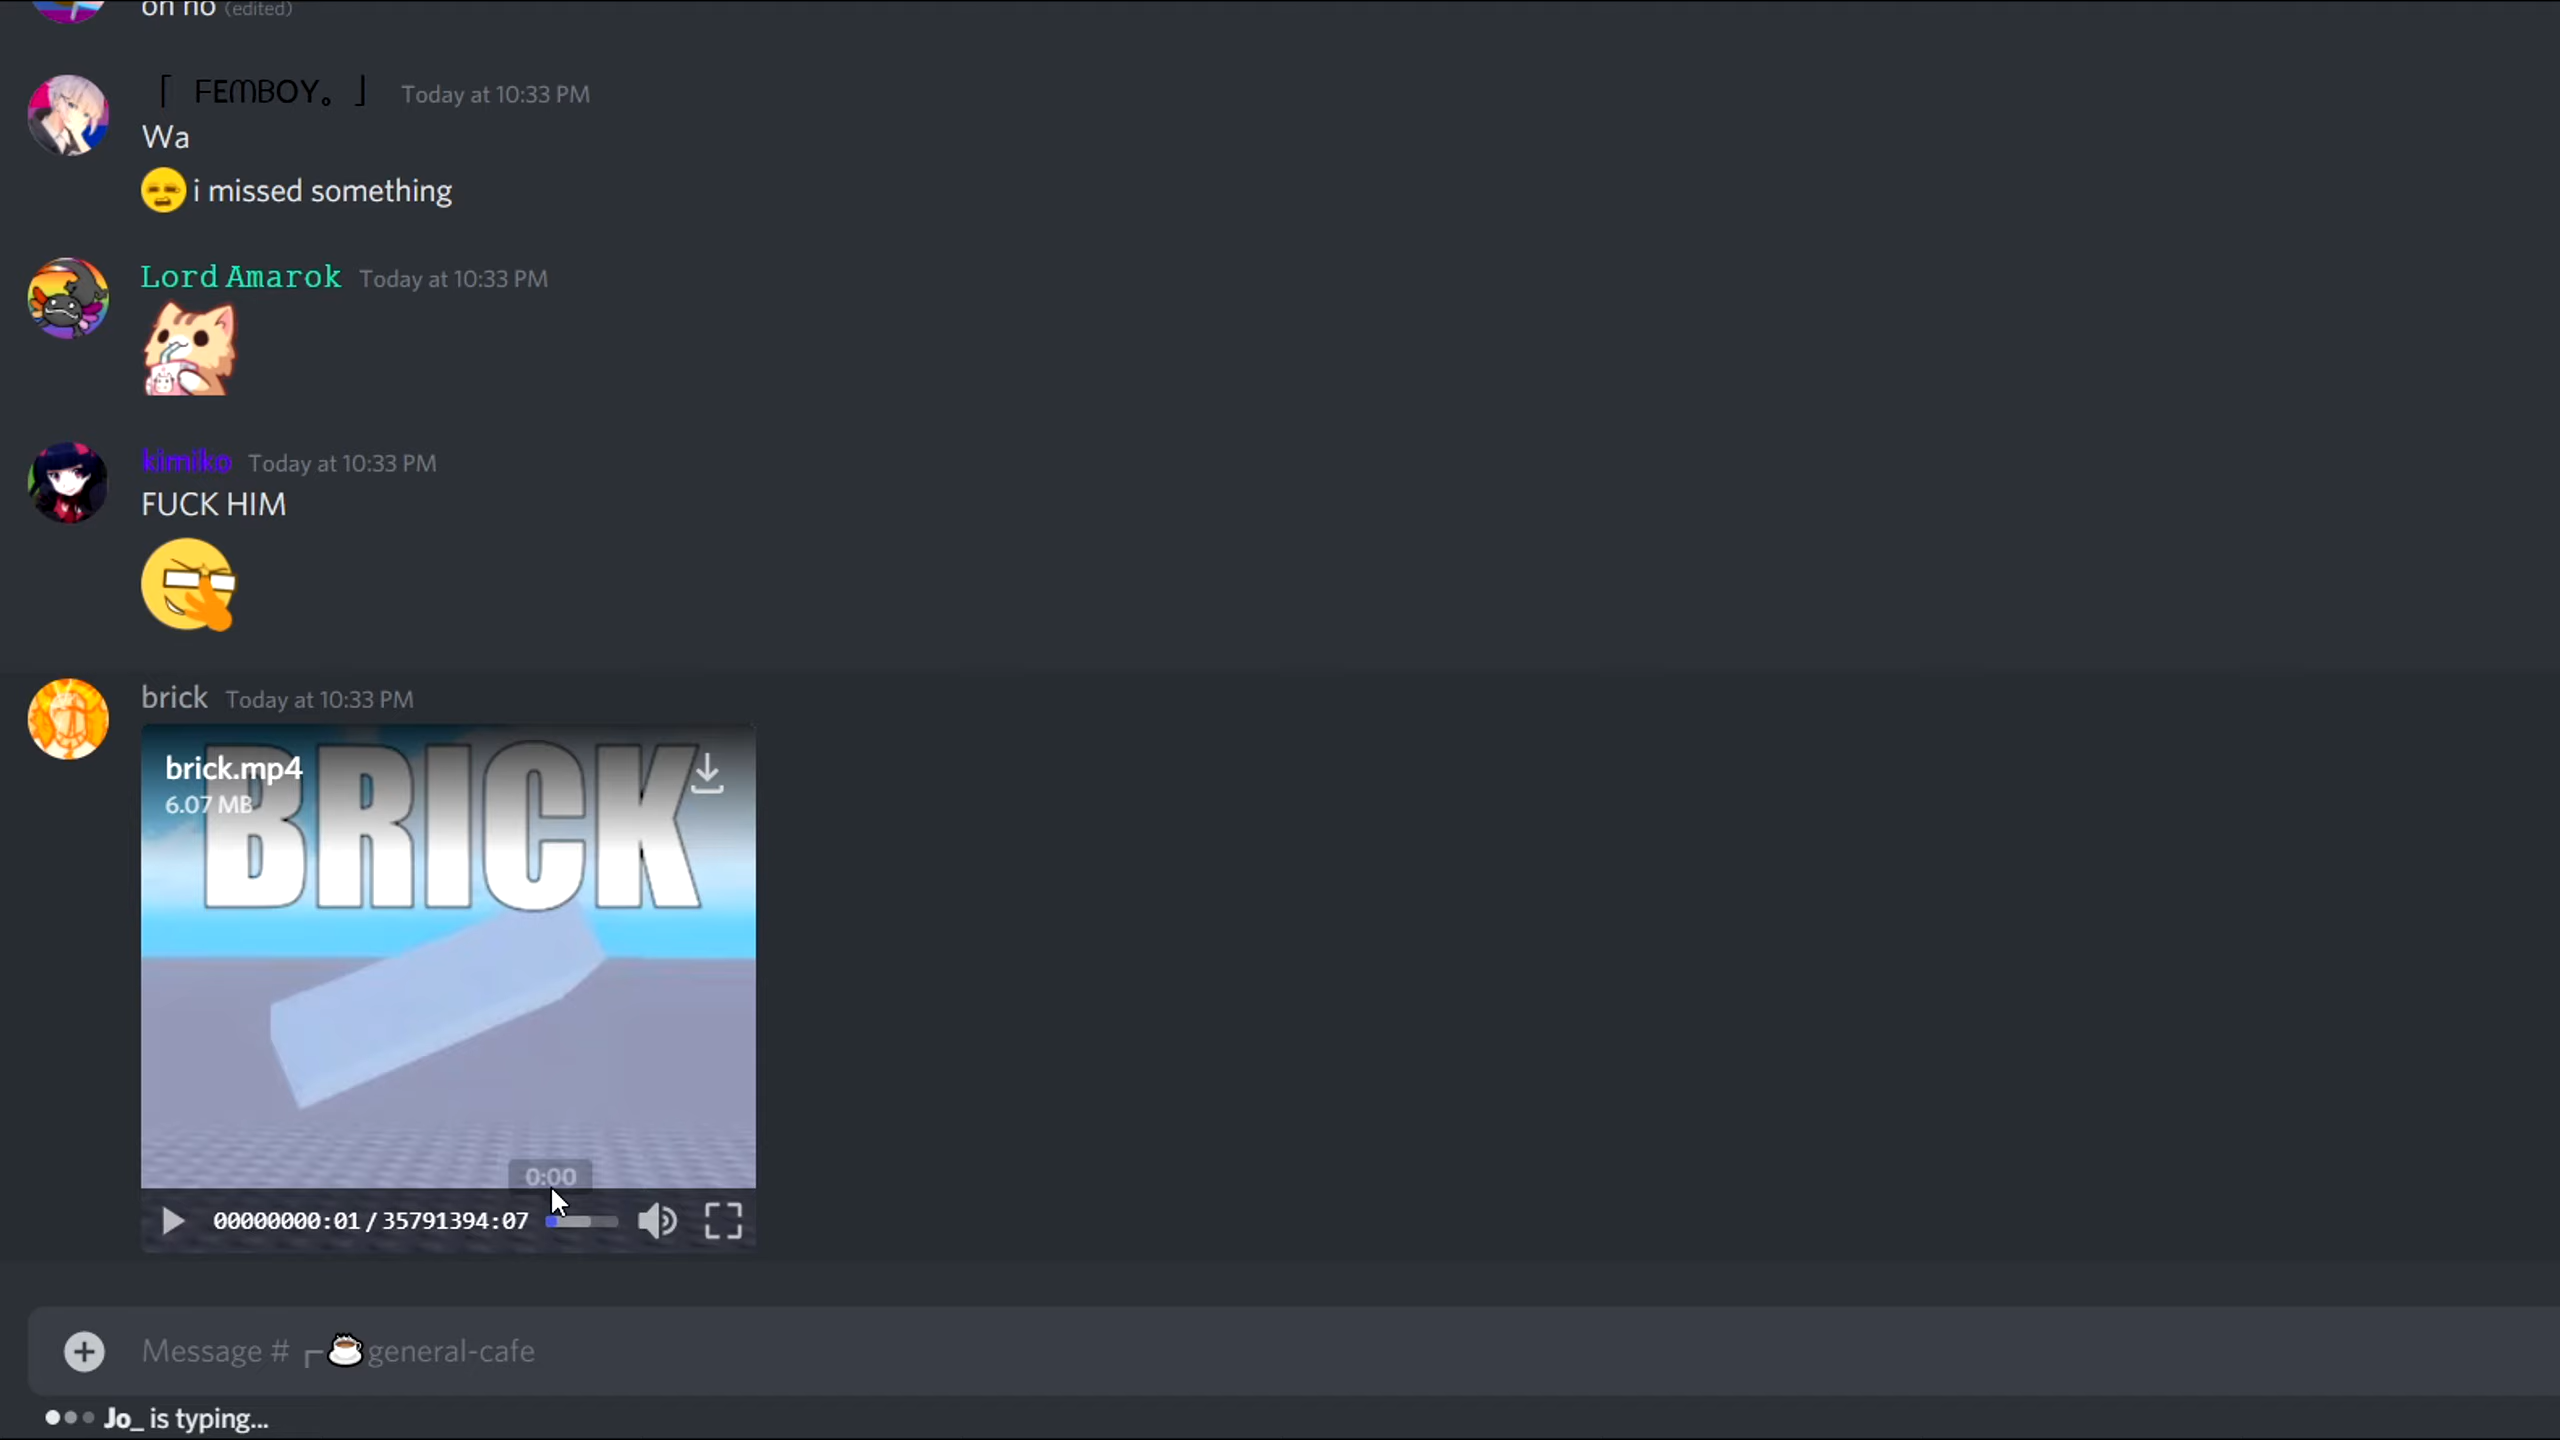 oh no (edited)
「 FEMBOY。」 Today at 10:33 PM
Wa
i missed something
Lord Amarok Today at 10:33 PM
kimiko Today at 10:33 PM
FUCK HIM
brick Today at 10:33 PM
BRICK
brick.mp4
6.07 MB
0:00
00000000:01 / 35791394:07
Message # ┌☕general-cafe
Jo_ is typing...